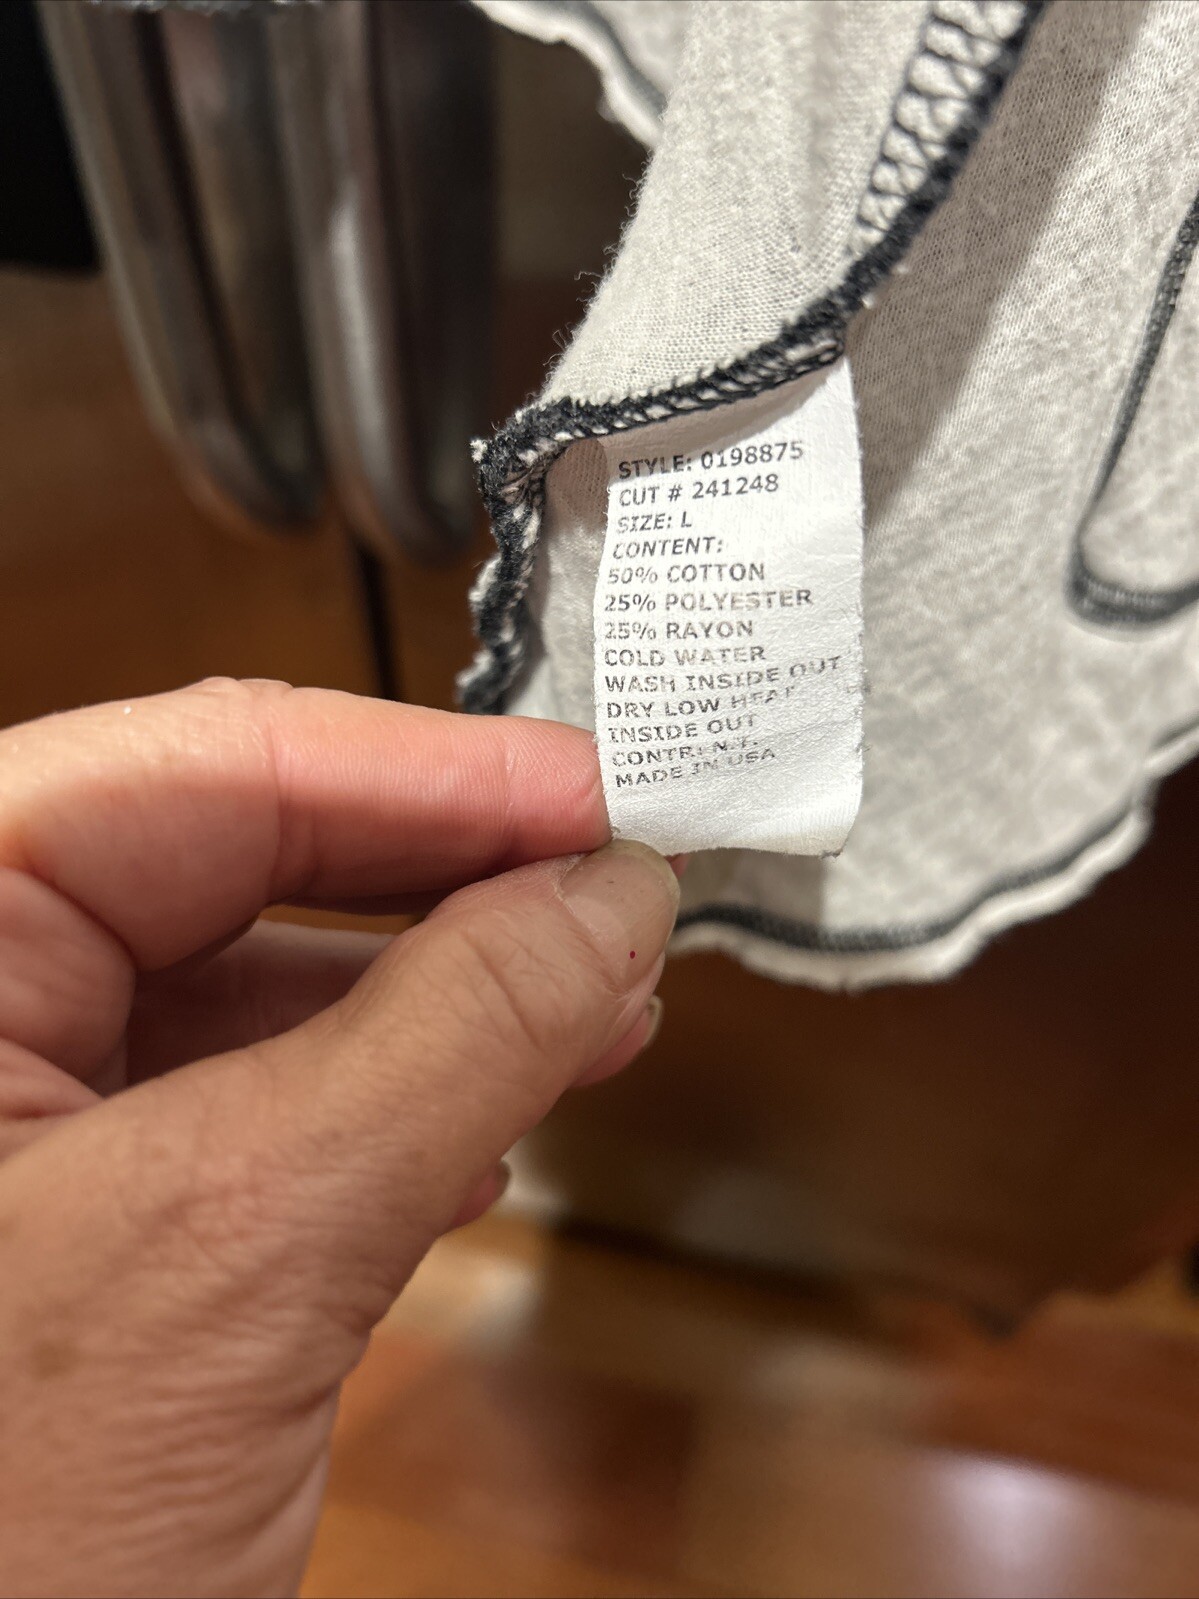 STYLE: 0198875
CUT # 241248
SIZE: L
CONTENT:
50% COTTON
25% POLYESTER
25% RAYON
COLD WATER
WASH INSIDE OUT
DRY LOW HEAT
INSIDE OUT
MADE IN USA